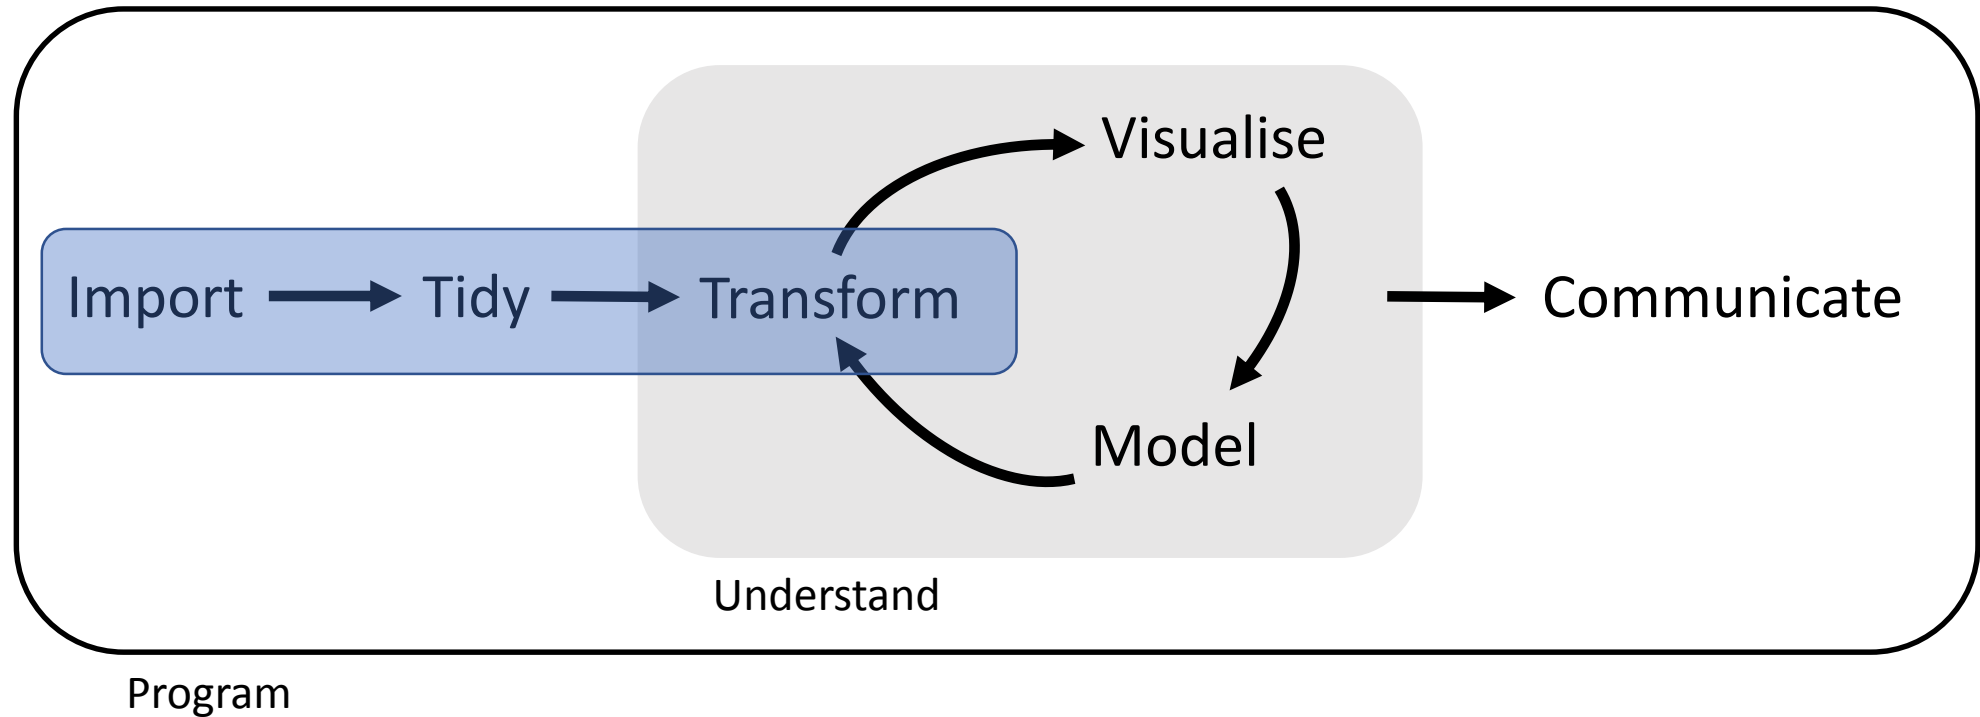 Visualise
Import
Tidy
Transform
Communicate
Model
Understand
Program